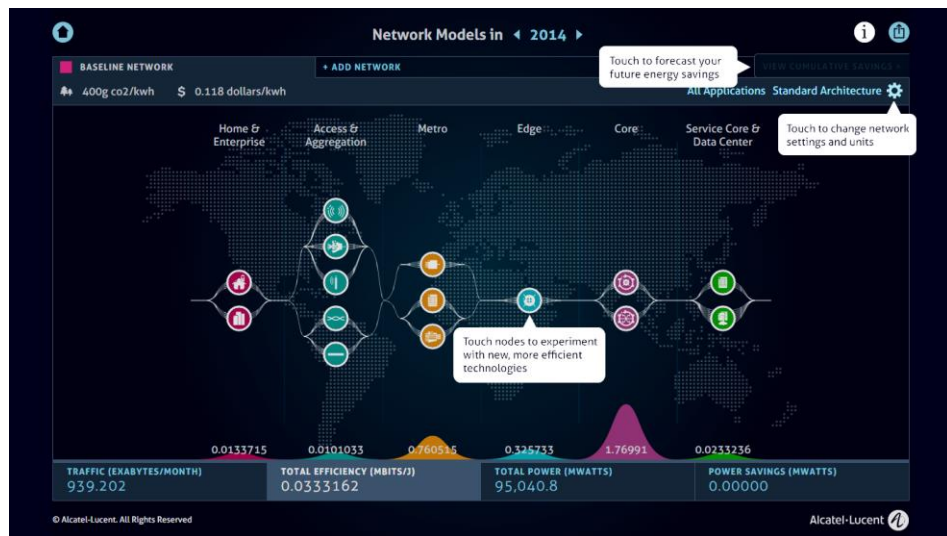 Network Models in 2014
i
BASELINE NETWORK
+ ADD NETWORK
Touch to forecast your
future energy savings
VIEW CUMULATIVE SAVINGS +
400g co2/kwh $ 0.118 dollars/kwh
All Applications Standard Architecture
Touch to change network
settings and units
Home &
Enterprise
Access &
Aggregation
Metro
Edge
Core
Service Core &
Data Center
Touch nodes to experiment
with new, more efficient
technologies
0.0133715 0.0101033 0.760515 0.325733 1.76991 0.0233236
TRAFFIC (EXABYTES/MONTH)
939.202
TOTAL EFFICIENCY (MBITS/J)
0.0333162
TOTAL POWER (MWATTS)
95,040.8
POWER SAVINGS (MWATTS)
0.00000
© Alcatel-Lucent. All Rights Reserved
Alcatel·Lucent